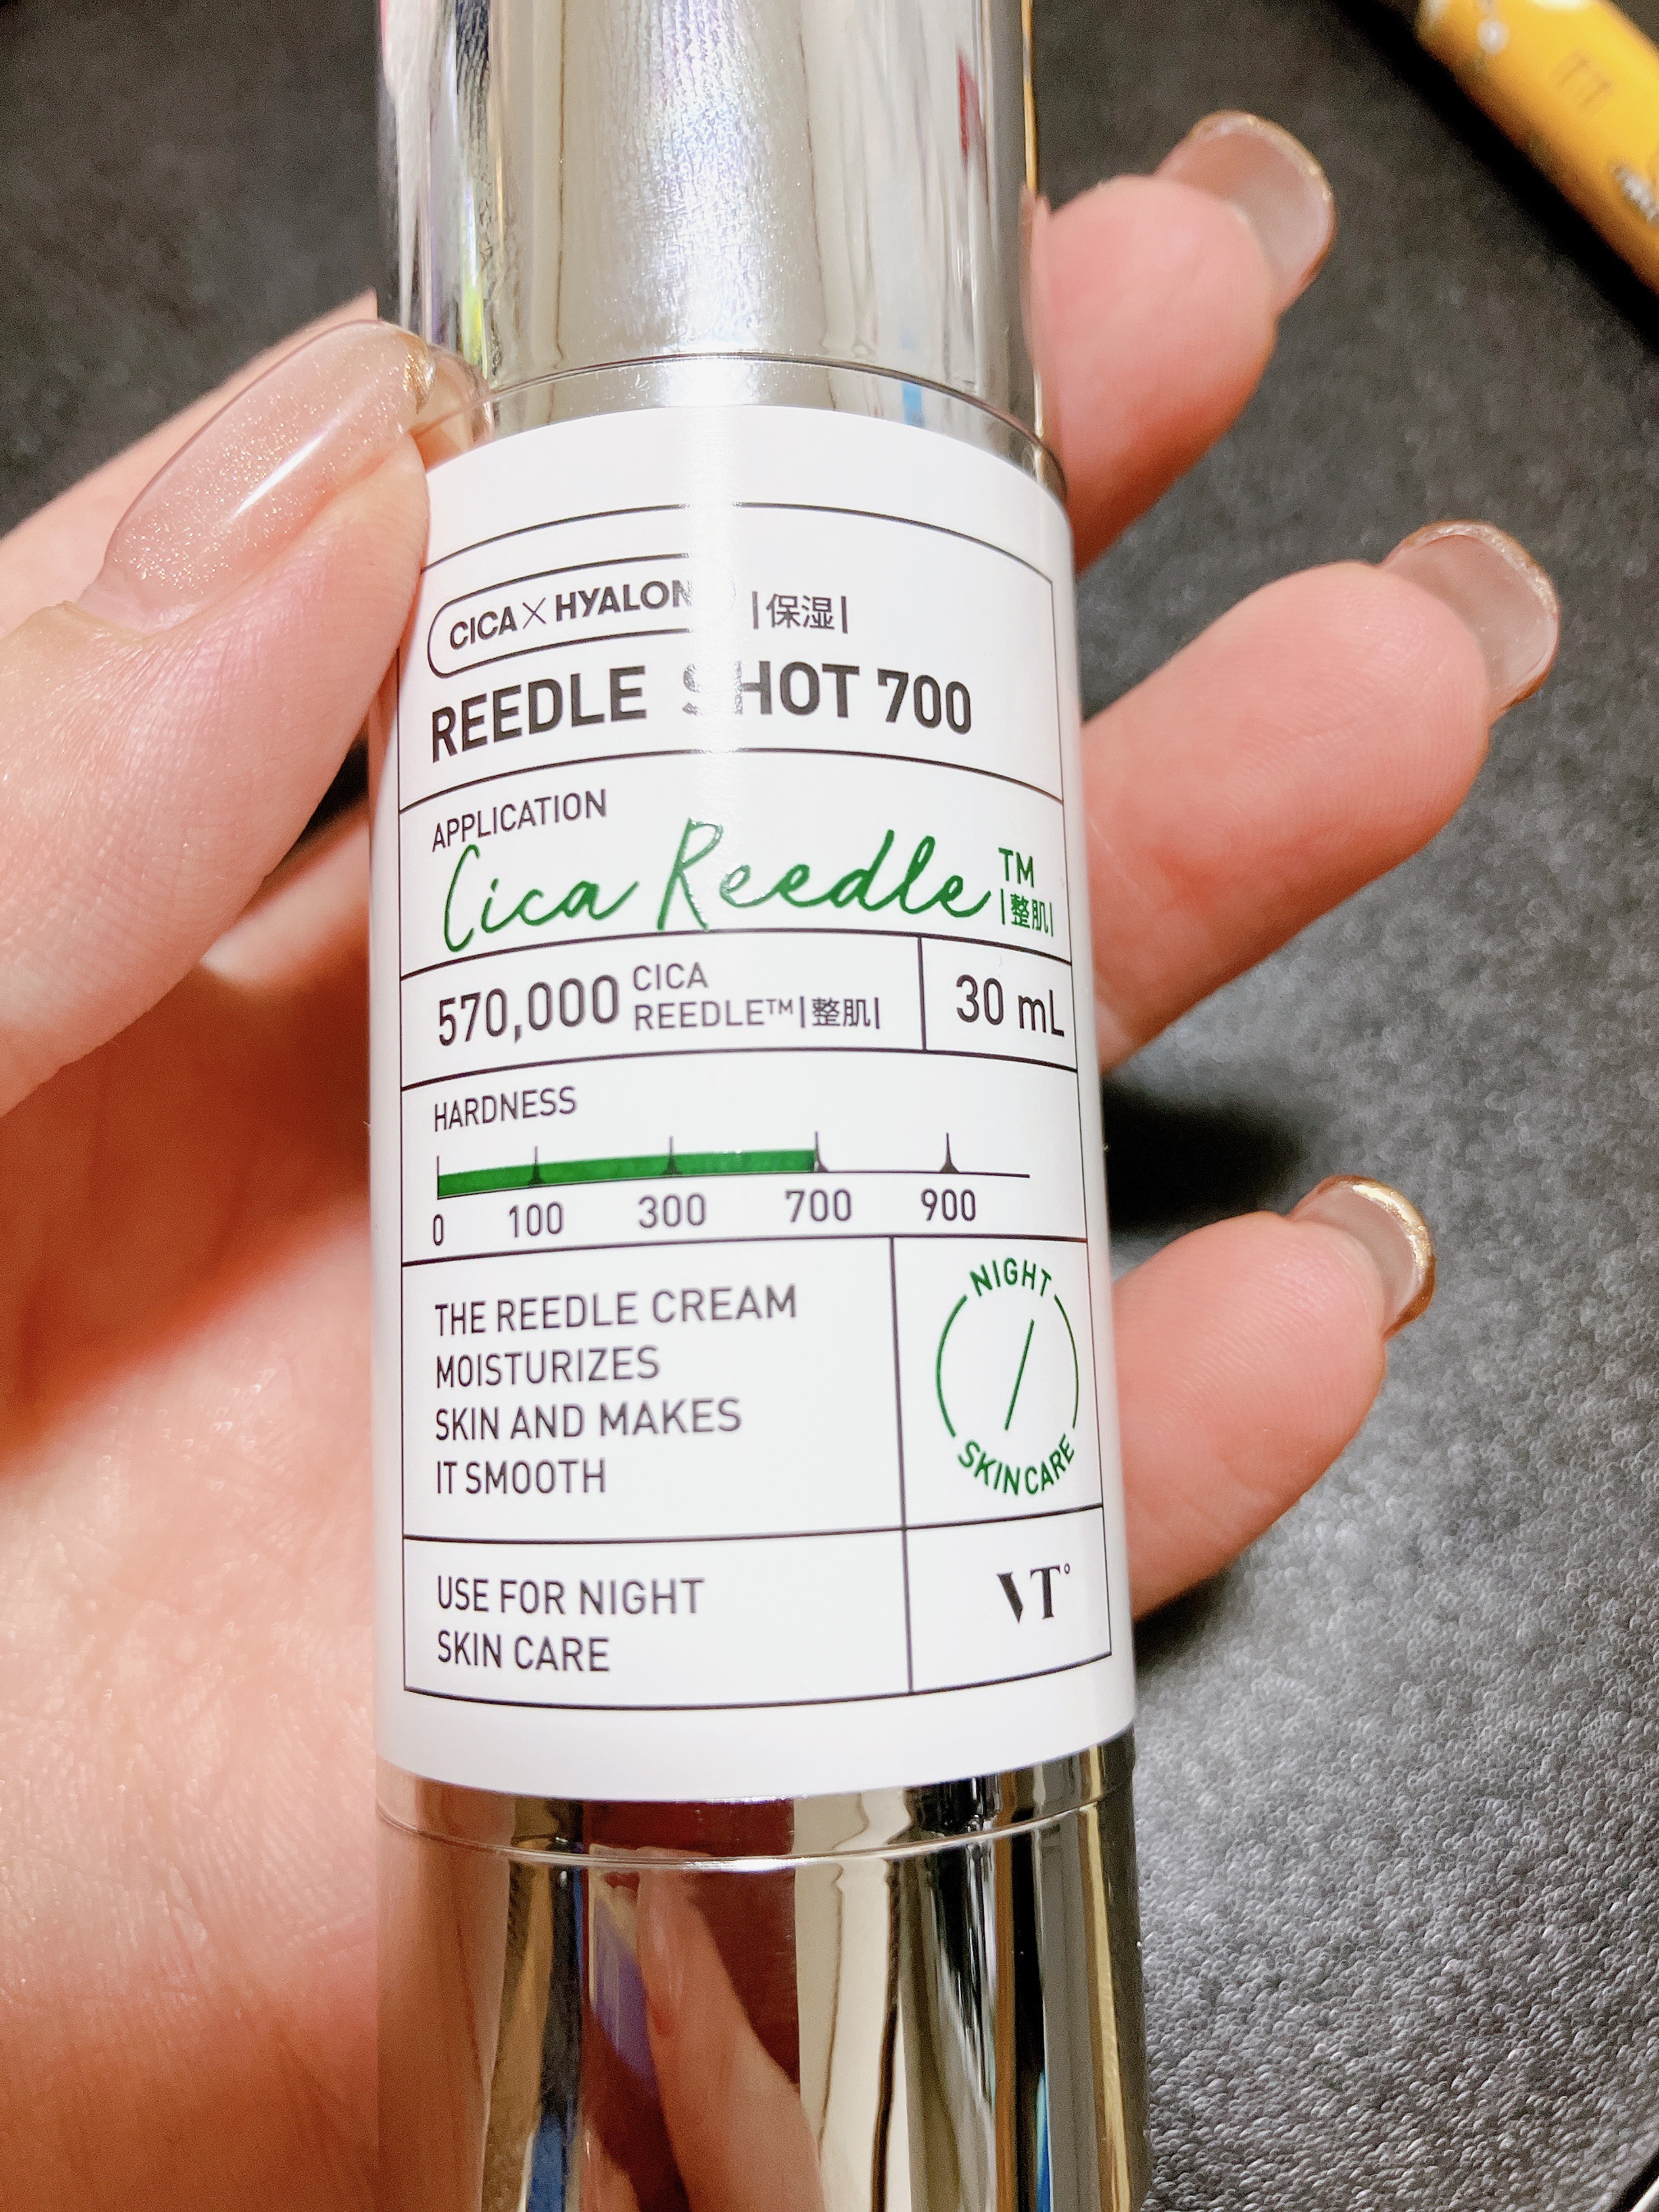 CICA×HYALON |保湿|
REEDLE SHOT 700
APPLICATION
Cica Reedle TM
|整肌|
570,000 CICA
REEDLE™|整肌|
30 mL
HARDNESS
0 100 300 700 900
THE REEDLE CREAM
MOISTURIZES
SKIN AND MAKES
IT SMOOTH
NIGHT
SKINCARE
USE FOR NIGHT
SKIN CARE
VT°